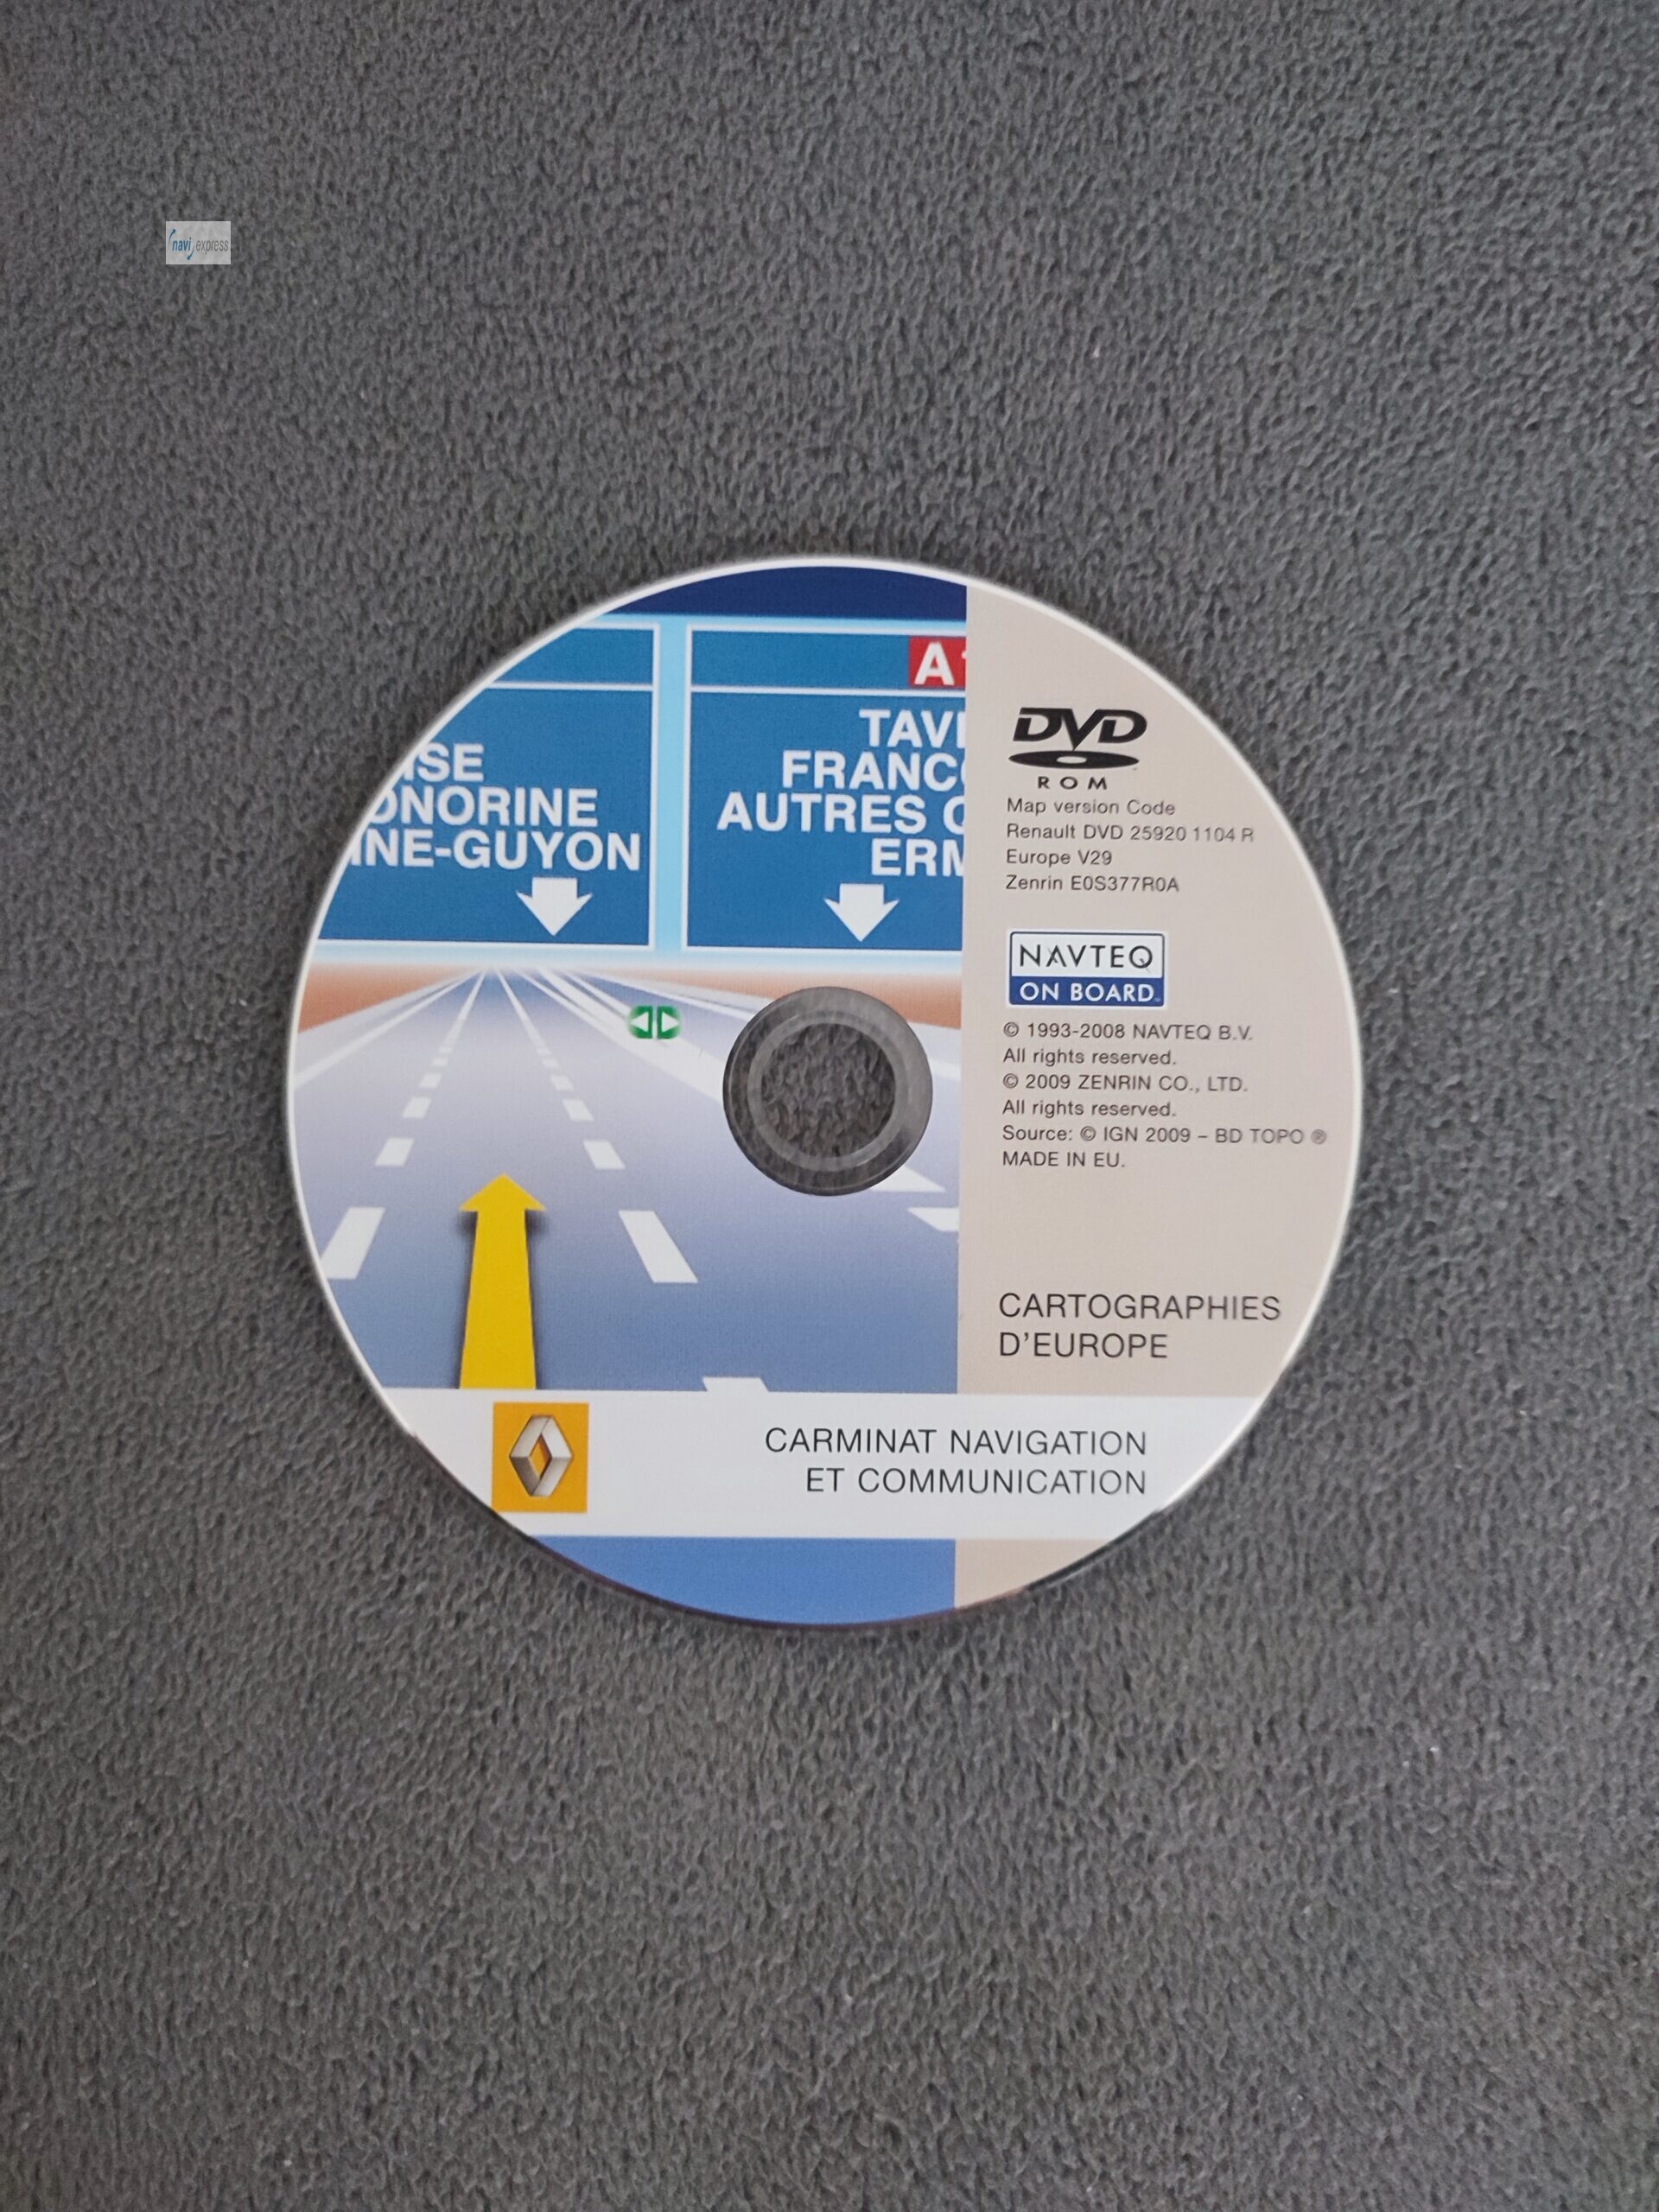 navi express
A
TAVE
ISE
FRANCO
ONORINE
AUTRES
INE-GUYON
ERM
DVD
ROM
Map version Code
Renault DVD 25920 1104 R
Europe V29
Zenrin E0S377R0A
NAVTEQ
ON BOARD
© 1993-2008 NAVTEQ B.V.
All rights reserved.
© 2009 ZENRIN CO., LTD.
All rights reserved.
Source: © IGN 2009 – BD TOPO ®
MADE IN EU.
CARTOGRAPHIES
D'EUROPE
CARMINAT NAVIGATION
ET COMMUNICATION